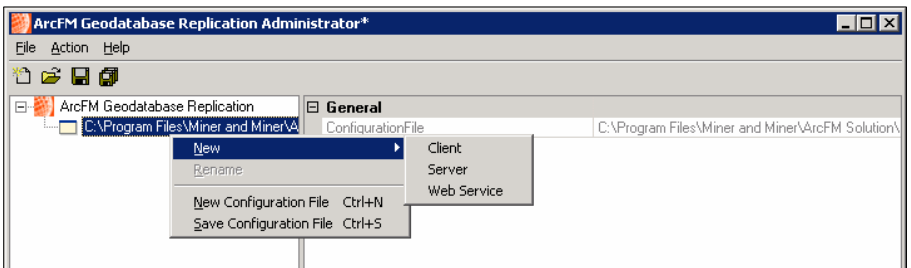 ArcFM Geodatabase Replication Administrator*
File Action Help
ArcFM Geodatabase Replication
General
C:\Program Files\Miner and Miner\A
ConfigurationFile
C:\Program Files\Miner and Miner\ArcFM Solution\
New
Client
Rename
Server
Web Service
New Configuration File Ctrl+N
Save Configuration File Ctrl+S